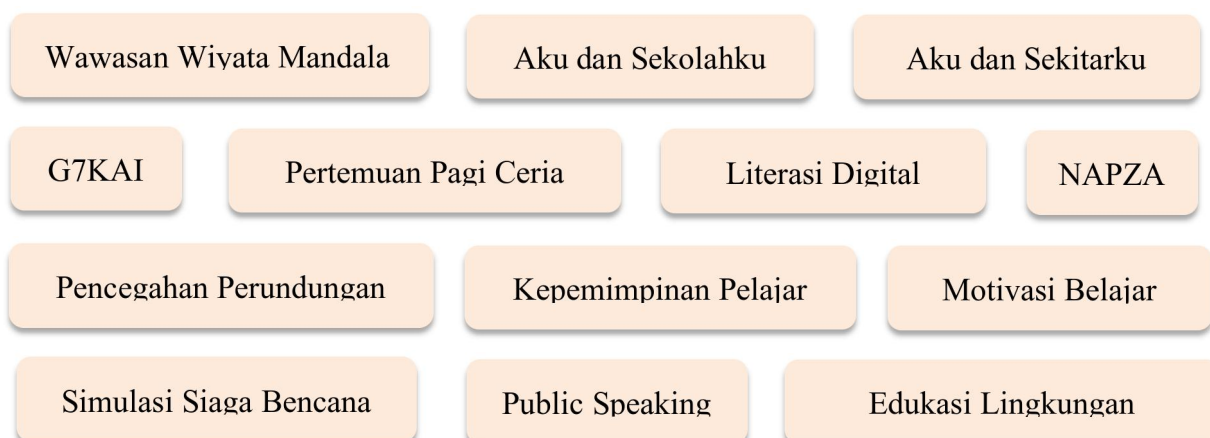 Wawasan Wiyata Mandala
Aku dan Sekolahku
Aku dan Sekitarku
G7KAI
Pertemuan Pagi Ceria
Literasi Digital
NAPZA
Pencegahan Perundungan
Kepemimpinan Pelajar
Motivasi Belajar
Simulasi Siaga Bencana
Public Speaking
Edukasi Lingkungan